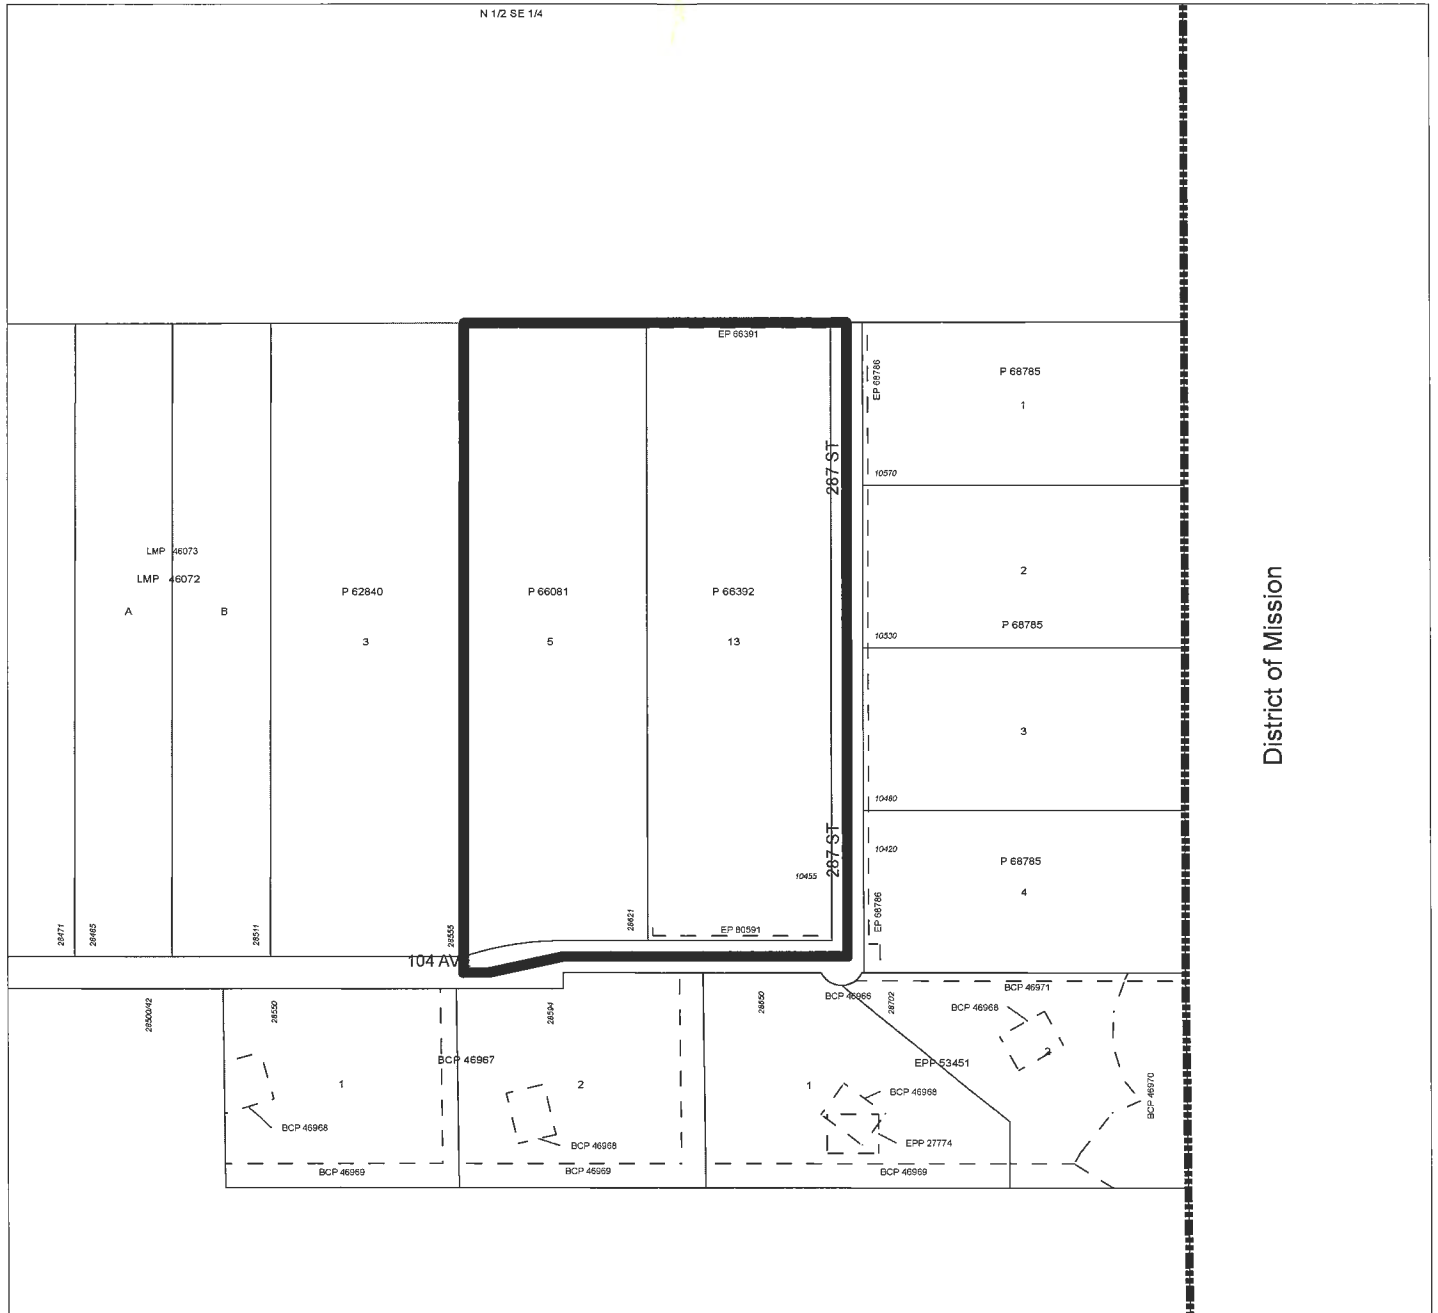 N 1/2 SE 1/4
EP 66391
EP 68786
P 68785
1
287 ST
10570
LMP 46073
LMP 46072
A
B
P 62840
3
P 66081
5
P 66392
13
2
P 68785
10530
3
10480
District of Mission
287 ST
10420
P 68785
4
10455
EP 68786
28471
28485
28511
28555
28621
EP 80591
104 AV
28500/42
28550
28594
28650
BCP 46966
28702
BCP 46971
BCP 46968
2
BCP 46967
EPP 53451
1
2
1
BCP 46968
BCP 46970
BCP 46968
BCP 46968
EPP 27774
BCP 46969
BCP 46969
BCP 46969